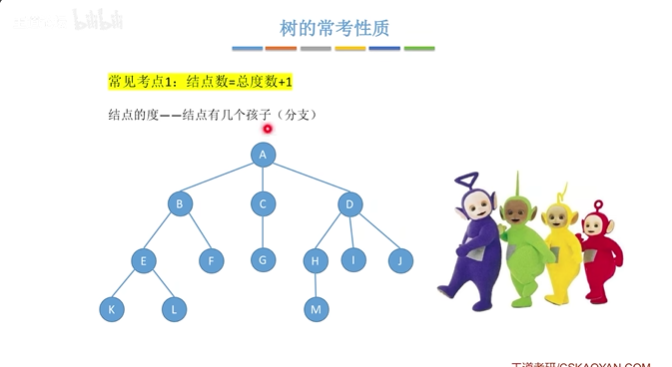 bilibili
树的常考性质
常见考点1：结点数=总度数+1
结点的度——结点有几个孩子（分支）
A
B
C
D
E
F
G
H
I
J
K
L
M
王道考研/CSKAOYAN.COM